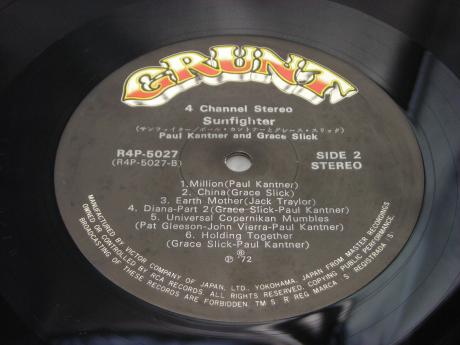 GRUNT
4 Channel Stereo
Sunfighter
(サンファイター/ポール・カントナーとグレース・スリック)
Paul Kantner and Grace Slick
R4P-5027
(R4P-5027-B)
SIDE 2
STEREO
1.Million(Paul Kantner)
2. China(Grace Slick)
3. Earth Mother(Jack Traylor)
4. Diana-Part 2(Grace Slick-Paul Kantner)
5. Universal Copernikan Mumbles
(Pat Gleeson-John Vierra-Paul Kantner)
6. Holding Together
(Grace Slick-Paul Kantner)
Ⓟ '72
MANUFACTURED BY VICTOR COMPANY OF JAPAN, LTD. YOKOHAMA JAPAN FROM MASTER RECORDINGS
OWNED OR CONTROLLED BY RCA RECORDS. ALL RIGHTS RESERVED. COPYING, PUBLIC PERFORMANCE,
BROADCASTING OF THESE RECORDS ARE FORBIDDEN. TM S ® REG MARCA S REGISTRADA S